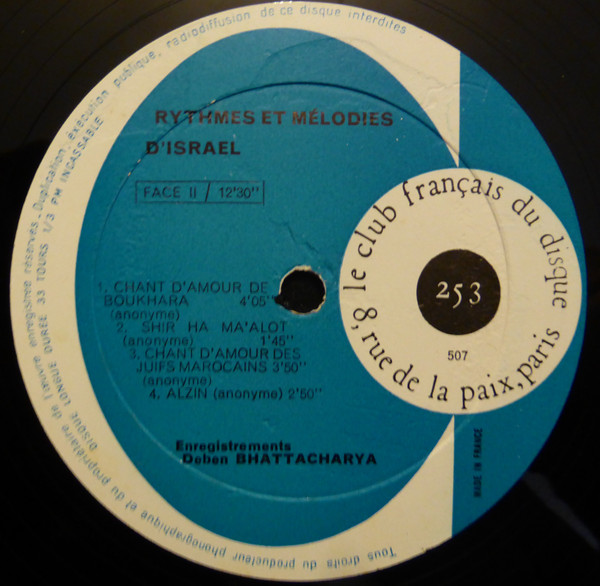 RYTHMES ET MÉLODIES
D'ISRAEL
FACE II / 12'30"
1. CHANT D'AMOUR DE
BOUKHARA 4'05"
(anonyme)
2. SHIR HA MA'ALOT
(anonyme) 1'45"
3. CHANT D'AMOUR DES
JUIFS MAROCAINS 3'50"
(anonyme)
4. ALZIN (anonyme) 2'50"
Enregistrements
Deben BHATTACHARYA
le club français du disque
8, rue de la paix, paris
253
507
MADE IN FRANCE
Tous droits du producteur phonographique et du propriétaire de l'œuvre enregistrée réservés - Duplication, exécution publique, radiodiffusion de ce disque interdites
DISQUE LONGUE DURÉE 33 TOURS 1/3 PM INCASSABLE